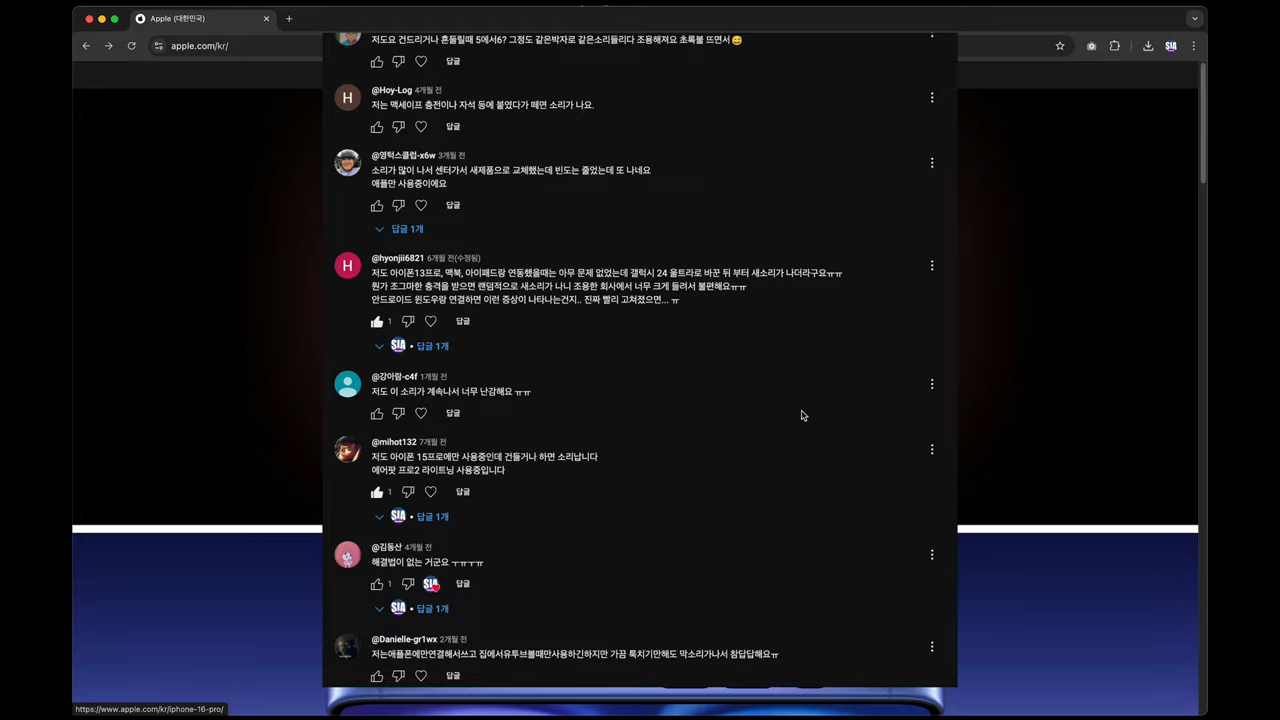 Apple (대한민국)
apple.com/kr/
저도요 건드리거나 흔들릴때 5에서6? 그정도 같은박자로 같은소리들리다 조용해져요 초록불 뜨면서😅
답글
H
@Hoy-Log 4개월 전
저는 맥세이프 충전이나 자석 등에 붙였다가 떼면 소리가 나요.
답글
@영턱스클럽-x6w 3개월 전
소리가 많이 나서 센터가서 새제품으로 교체했는데 빈도는 줄었는데 또 나네요
애플만 사용중이에요
답글
답글 1개
H
@hyonjii6821 6개월 전(수정됨)
저도 아이폰13프로, 맥북, 아이패드랑 연동했을때는 아무 문제 없었는데 갤럭시 24 울트라로 바꾼 뒤 부터 새소리가 나더라구요ㅠㅠ
뭔가 조그마한 충격을 받으면 랜덤적으로 새소리가 나니 조용한 회사에서 너무 크게 들려서 불편해요ㅠㅠ
안드로이드 윈도우랑 연결하면 이런 증상이 나타나는건지.. 진짜 빨리 고쳐졌으면... ㅠ
1 답글
SIA • 답글 1개
@강아람-c4f 1개월 전
저도 이 소리가 계속나서 너무 난감해요 ㅠㅠ
답글
@mihot132 7개월 전
저도 아이폰 15프로에만 사용중인데 건들거나 하면 소리납니다
에어팟 프로2 라이트닝 사용중입니다
1 답글
SIA • 답글 1개
@김동산 4개월 전
해결법이 없는 거군요 ㅜㅠㅜㅠ
1 SIA 답글
SIA • 답글 1개
@Danielle-gr1wx 2개월 전
저는애플폰에만연결해서쓰고 집에서유투브볼때만사용하긴하지만 가끔 툭치기만해도 막소리가나서 참답답해요ㅠ
답글
https://www.apple.com/kr/iphone-16-pro/